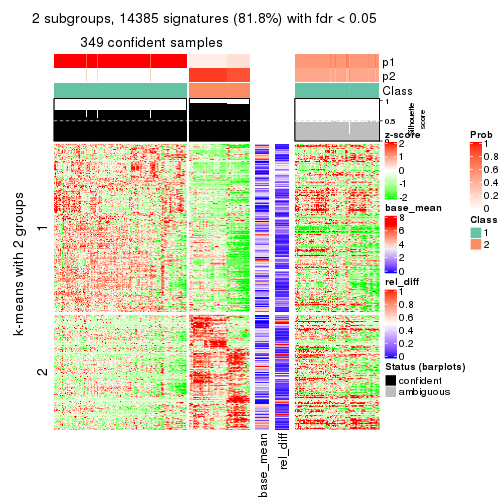 2 subgroups, 14385 signatures (81.8%) with fdr < 0.05
349 confident samples
p1
p2
Class
1
0.5
Silhouette
score
k-means with 2 groups
1
2
base_mean
rel_diff
z-score
2
1
0
-1
-2
base_mean
8
6
4
2
0
rel_diff
1
0.8
0.6
0.4
0.2
0
Status (barplots)
confident
ambiguous
Prob
1
0.8
0.6
0.4
0.2
0
Class
1
2